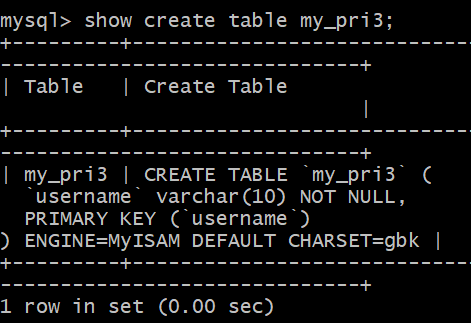 mysql> show create table my_pri3;
+---------+------------------------------
--------------------------------+
| Table   | Create Table
                                |
+---------+------------------------------
--------------------------------+
| my_pri3 | CREATE TABLE `my_pri3` (
  `username` varchar(10) NOT NULL,
  PRIMARY KEY (`username`)
) ENGINE=MyISAM DEFAULT CHARSET=gbk |
+---------+------------------------------
--------------------------------+
1 row in set (0.00 sec)